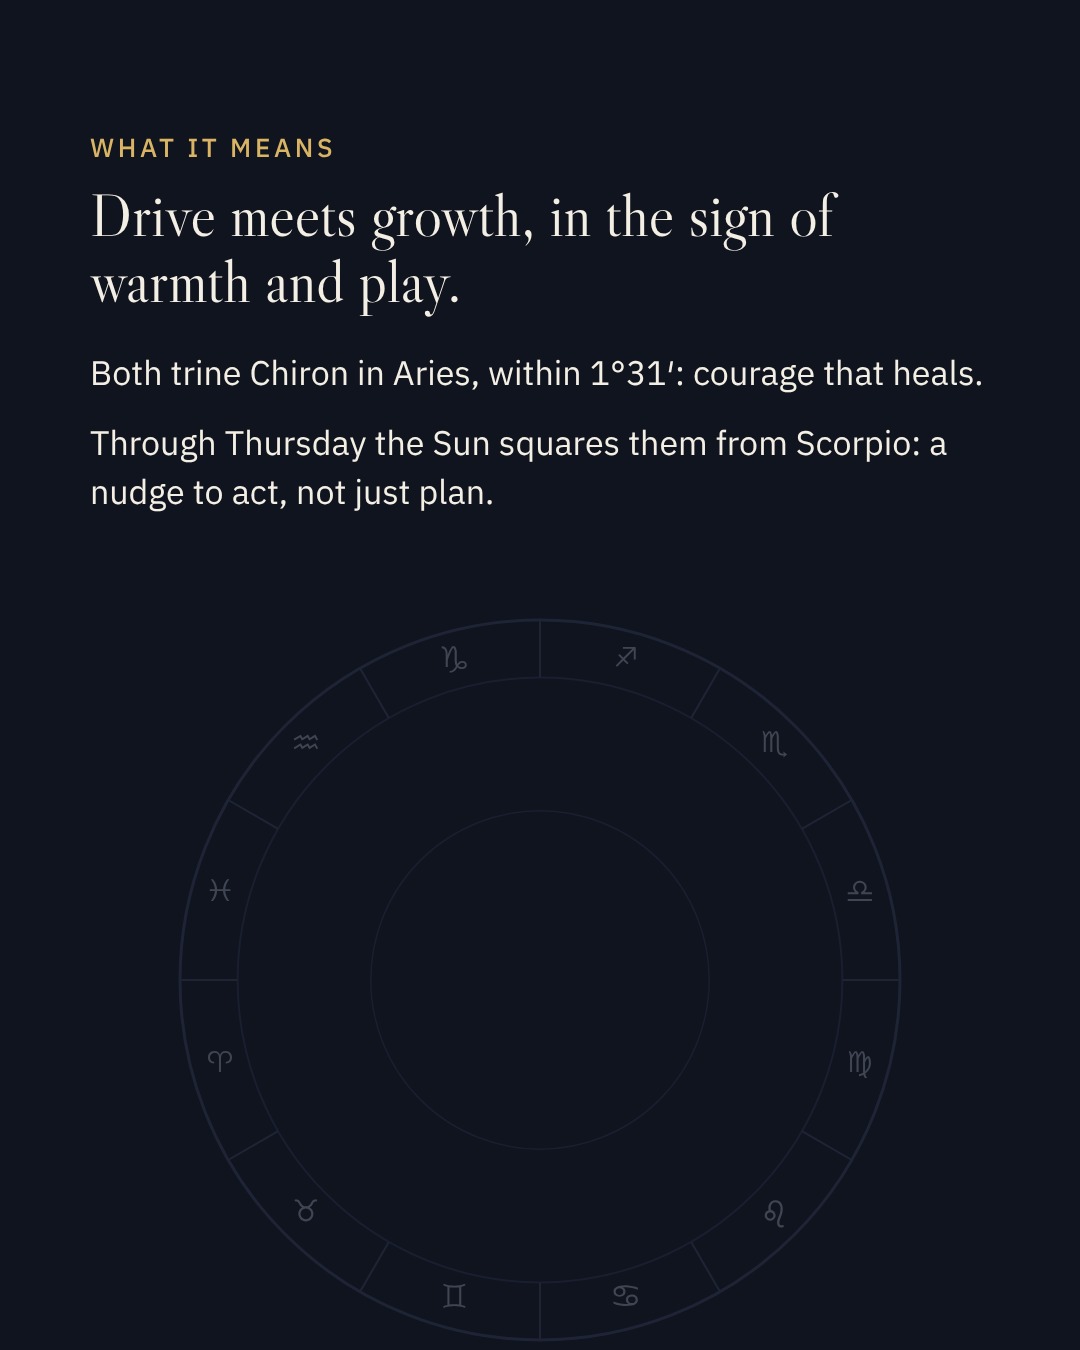 WHAT IT MEANS
Drive meets growth, in the sign of
warmth and play.
Both trine Chiron in Aries, within 1°31′: courage that heals.
Through Thursday the Sun squares them from Scorpio: a
nudge to act, not just plan.
♑ ♐
♒ ♏
♓ ♎
♈ ♍
♉ ♌
♊ ♋